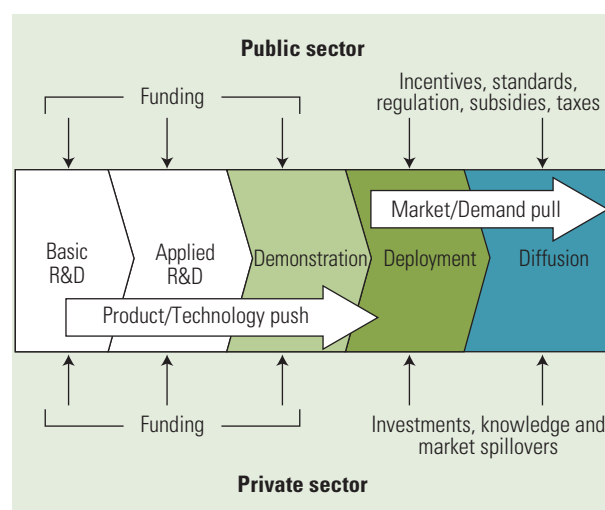 Public sector
Funding
Incentives, standards,
regulation, subsidies, taxes
Market/Demand pull
Basic
R&D
Applied
R&D
Demonstration
Deployment
Diffusion
Product/Technology push
Funding
Investments, knowledge and
market spillovers
Private sector